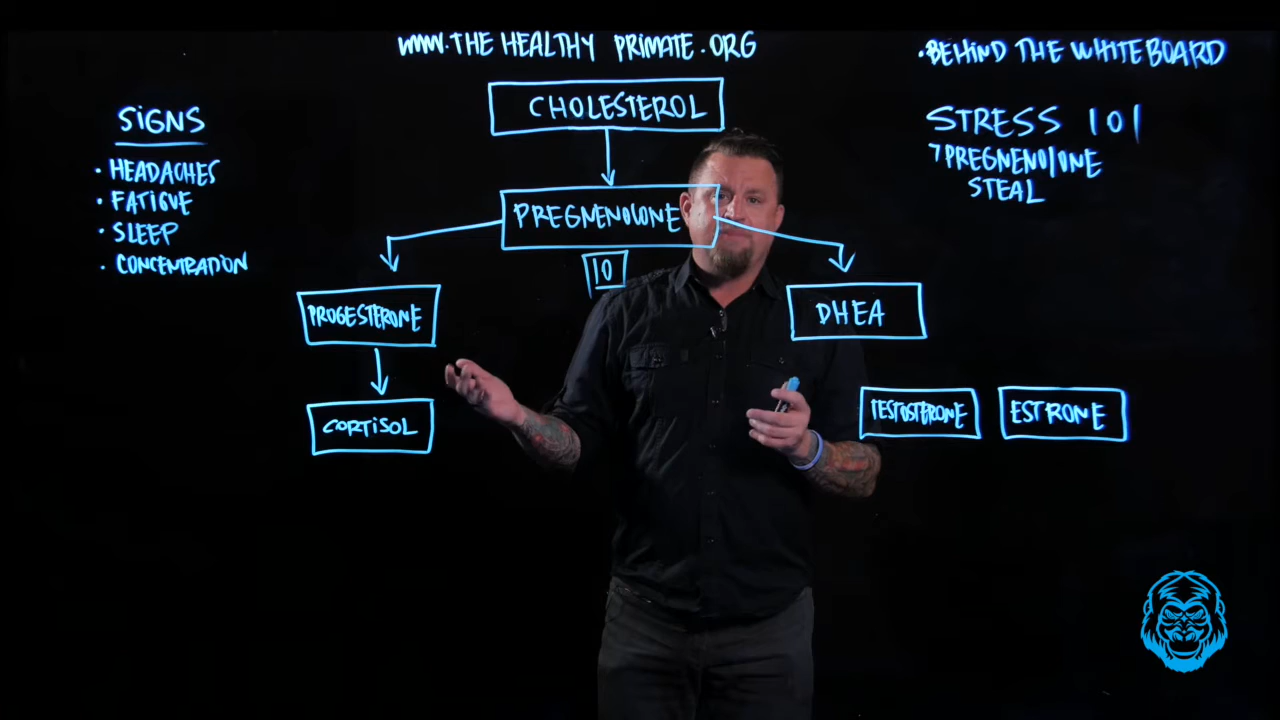 WWW.THE HEALTHY PRIMATE.ORG
• BEHIND THE WHITEBOARD
STRESS 101
7 PREGNENOLONE
STEAL
SIGNS
• HEADACHES
• FATIGUE
• SLEEP
• CONCENTRATION
CHOLESTEROL
PREGNENOLONE
10
PROGESTERONE
DHEA
CORTISOL
TESTOSTERONE
ESTRONE